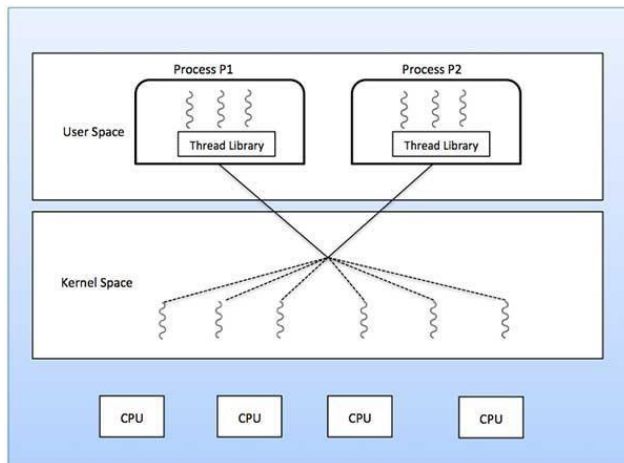 Process P1
Process P2
User Space
Thread Library
Thread Library
Kernel Space
CPU
CPU
CPU
CPU